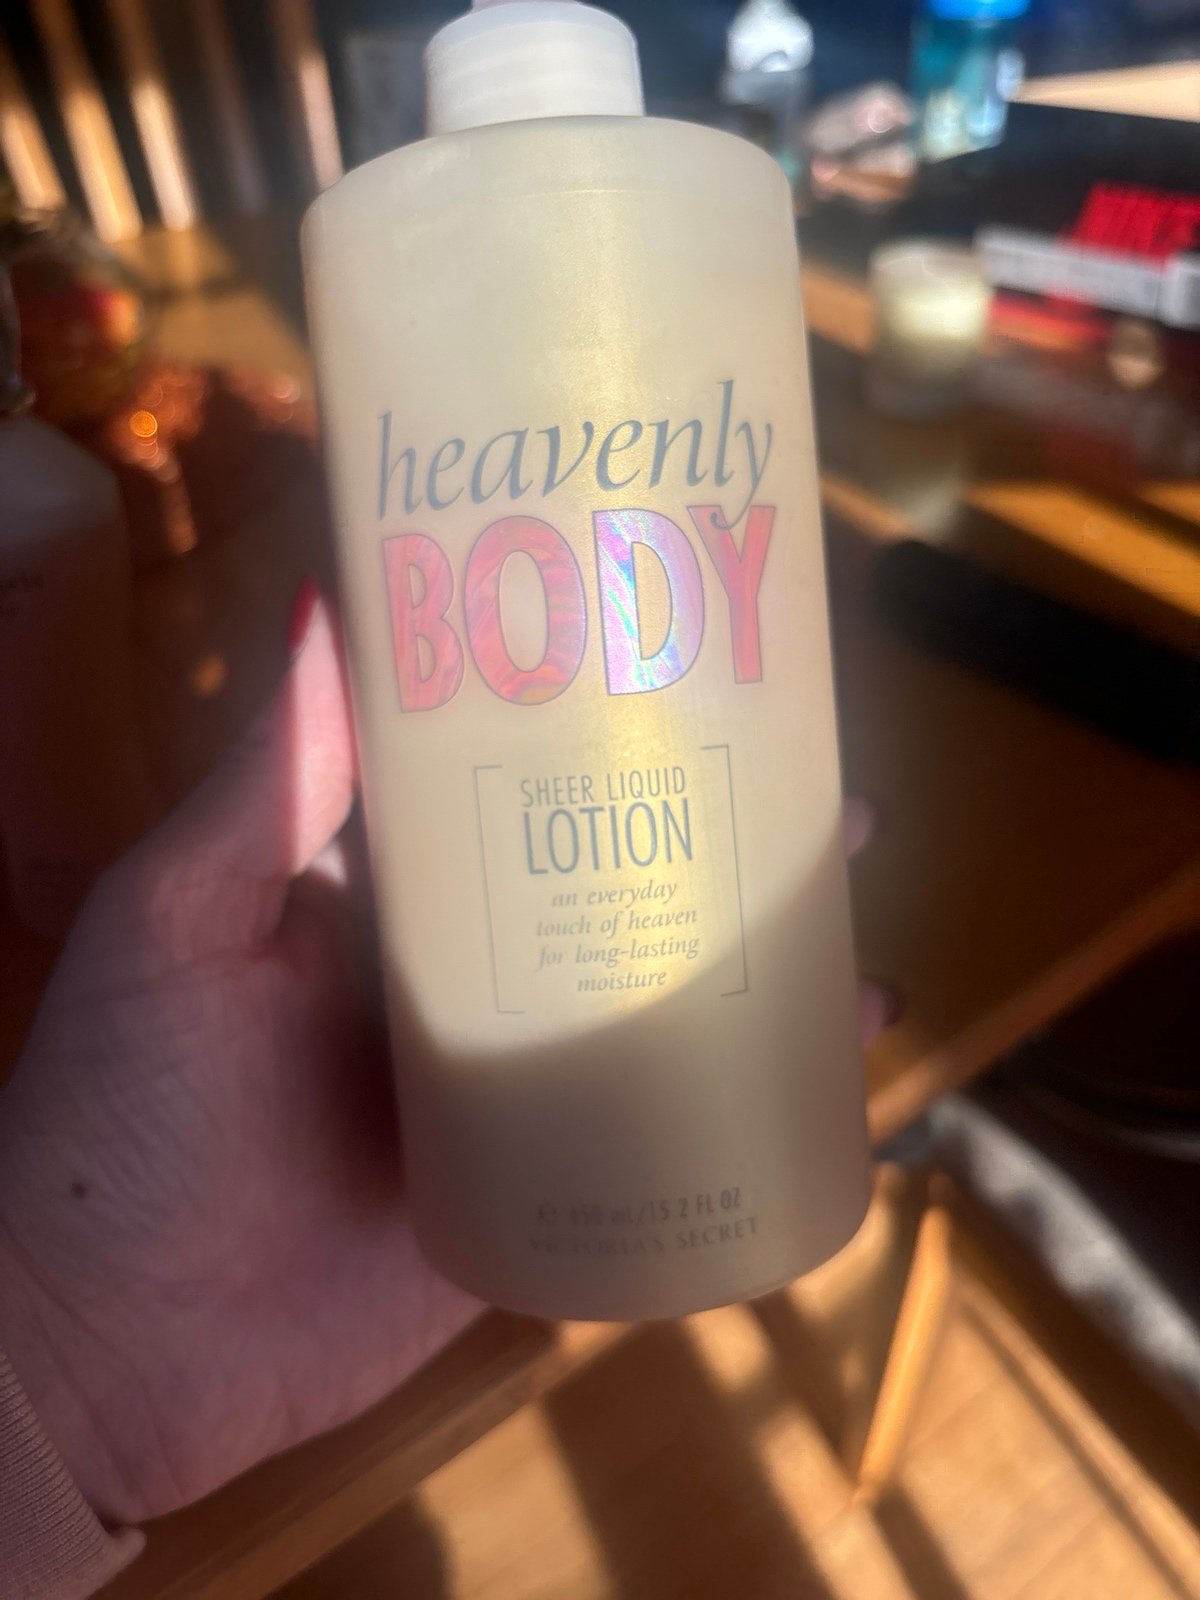 heavenly
BODY
SHEER LIQUID
LOTION
an everyday
touch of heaven
for long-lasting
moisture
℮ 450 mL/15.2 FL OZ
VICTORIA'S SECRET